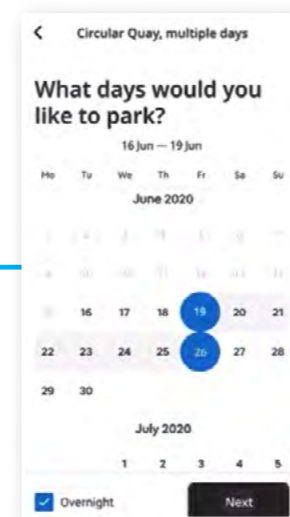 Circular Quay, multiple days
What days would you
like to park?
16 Jun — 19 Jun
Mo Tu We Th Fr Sa Su
June 2020
16 17 18 19 20 21
22 23 24 25 26 27 28
29 30
July 2020
1 2 3 4 5
Overnight Next